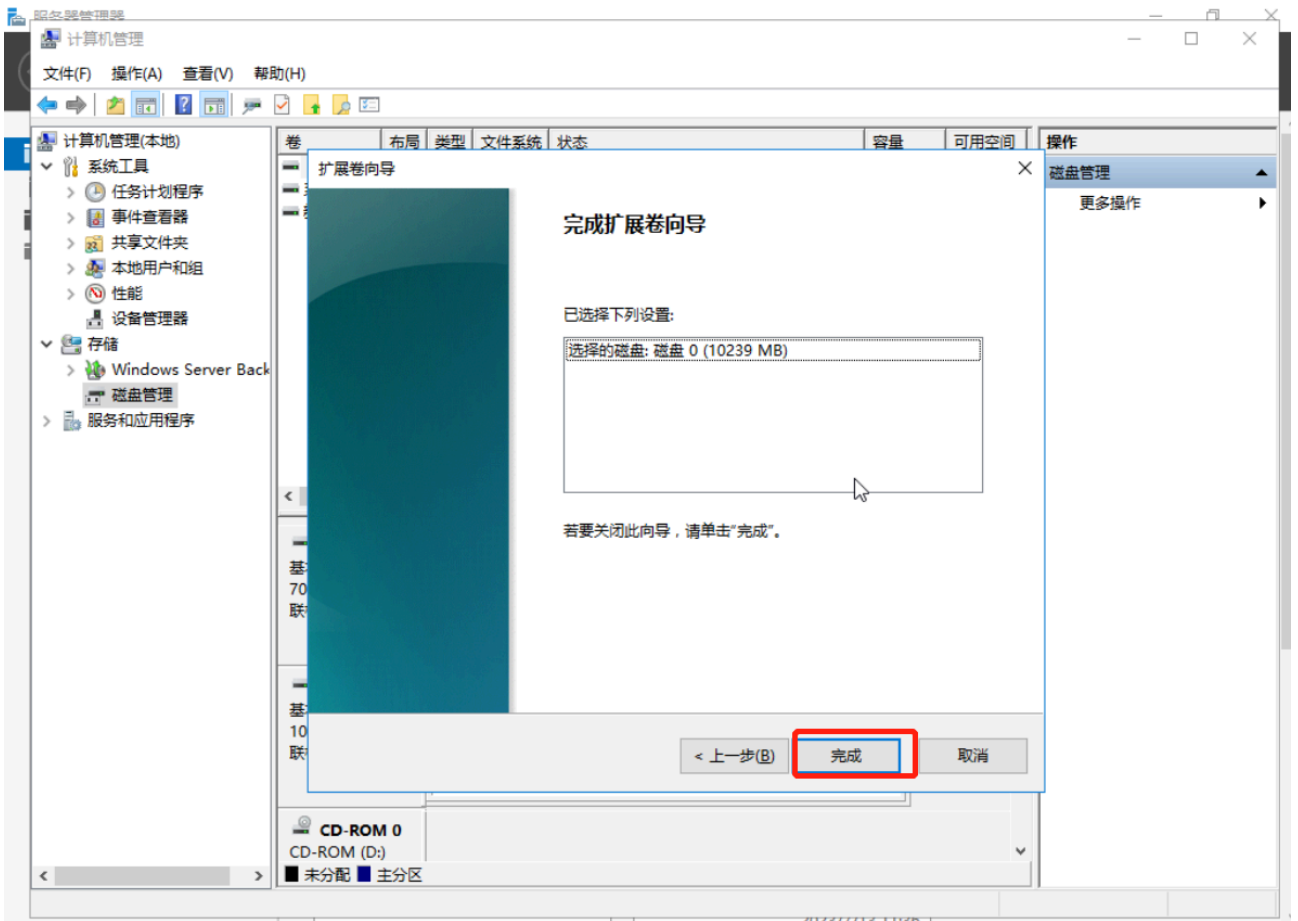 服务器管理器
计算机管理
文件(F) 操作(A) 查看(V) 帮助(H)
计算机管理(本地)
系统工具
任务计划程序
事件查看器
共享文件夹
本地用户和组
性能
设备管理器
存储
Windows Server Back
磁盘管理
服务和应用程序
卷 布局 类型 文件系统 状态 容量 可用空间
操作
磁盘管理
更多操作
扩展卷向导
完成扩展卷向导
已选择下列设置:
选择的磁盘: 磁盘 0 (10239 MB)
若要关闭此向导，请单击“完成”。
< 上一步(B) 完成 取消
基
70
联
基
10
联
CD-ROM 0
CD-ROM (D:)
未分配 主分区